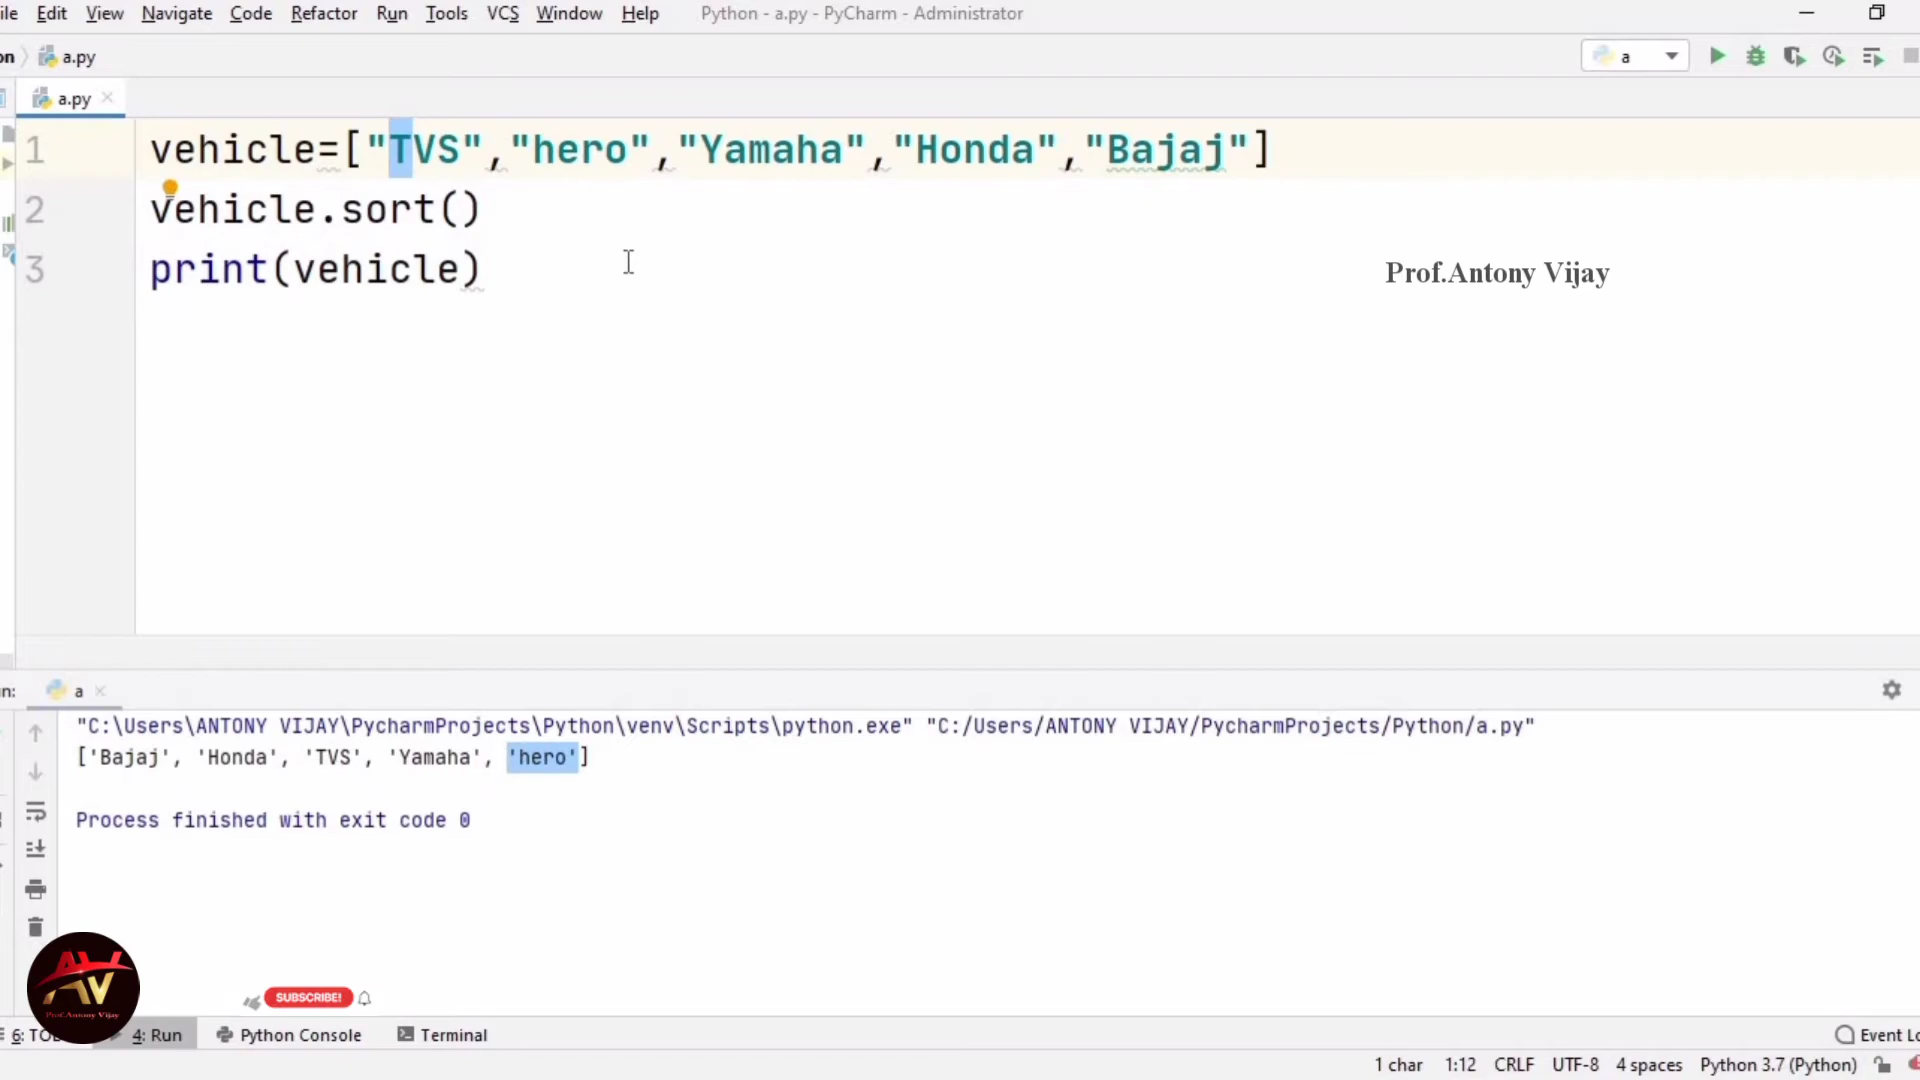 ile Edit View Navigate Code Refactor Run Tools VCS Window Help Python - a.py - PyCharm - Administrator
on a.py a
a.py
1 vehicle=["TVS","hero","Yamaha","Honda","Bajaj"]
2 vehicle.sort()
3 print(vehicle)
Prof.Antony Vijay
n: a
"C:\Users\ANTONY VIJAY\PycharmProjects\Python\venv\Scripts\python.exe" "C:/Users/ANTONY VIJAY/PycharmProjects/Python/a.py"
['Bajaj', 'Honda', 'TVS', 'Yamaha', 'hero']
Process finished with exit code 0
AV
Prof.Antony Vijay
SUBSCRIBE!
6: TO 4: Run Python Console Terminal Event Lo
1 char 1:12 CRLF UTF-8 4 spaces Python 3.7 (Python)